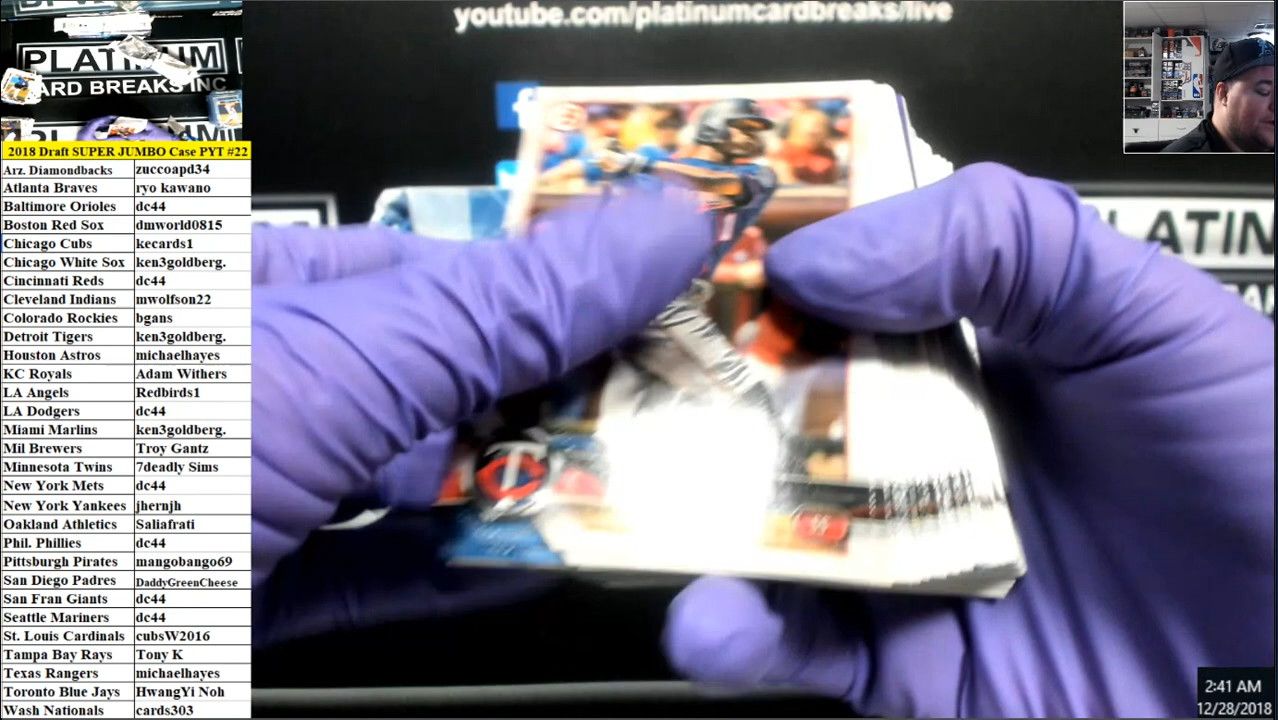 youtube.com/platinumcardbreaks/live
PLATINUM
ARD BREAKS INC
2018 Draft SUPER JUMBO Case PYT #22
Arz. Diamondbacks zuccoapd34
Atlanta Braves ryo kawano
Baltimore Orioles dc44
Boston Red Sox dmworld0815
Chicago Cubs kecards1
Chicago White Sox ken3goldberg.
Cincinnati Reds dc44
Cleveland Indians mwolfson22
Colorado Rockies bgans
Detroit Tigers ken3goldberg.
Houston Astros michaelhayes
KC Royals Adam Withers
LA Angels Redbirds1
LA Dodgers dc44
Miami Marlins ken3goldberg.
Mil Brewers Troy Gantz
Minnesota Twins 7deadly Sims
New York Mets dc44
New York Yankees jhernjh
Oakland Athletics Saliafrati
Phil. Phillies dc44
Pittsburgh Pirates mangobango69
San Diego Padres DaddyGreenCheese
San Fran Giants dc44
Seattle Mariners dc44
St. Louis Cardinals cubsW2016
Tampa Bay Rays Tony K
Texas Rangers michaelhayes
Toronto Blue Jays HwangYi Noh
Wash Nationals cards303
PLATIN
2:41 AM
12/28/2018